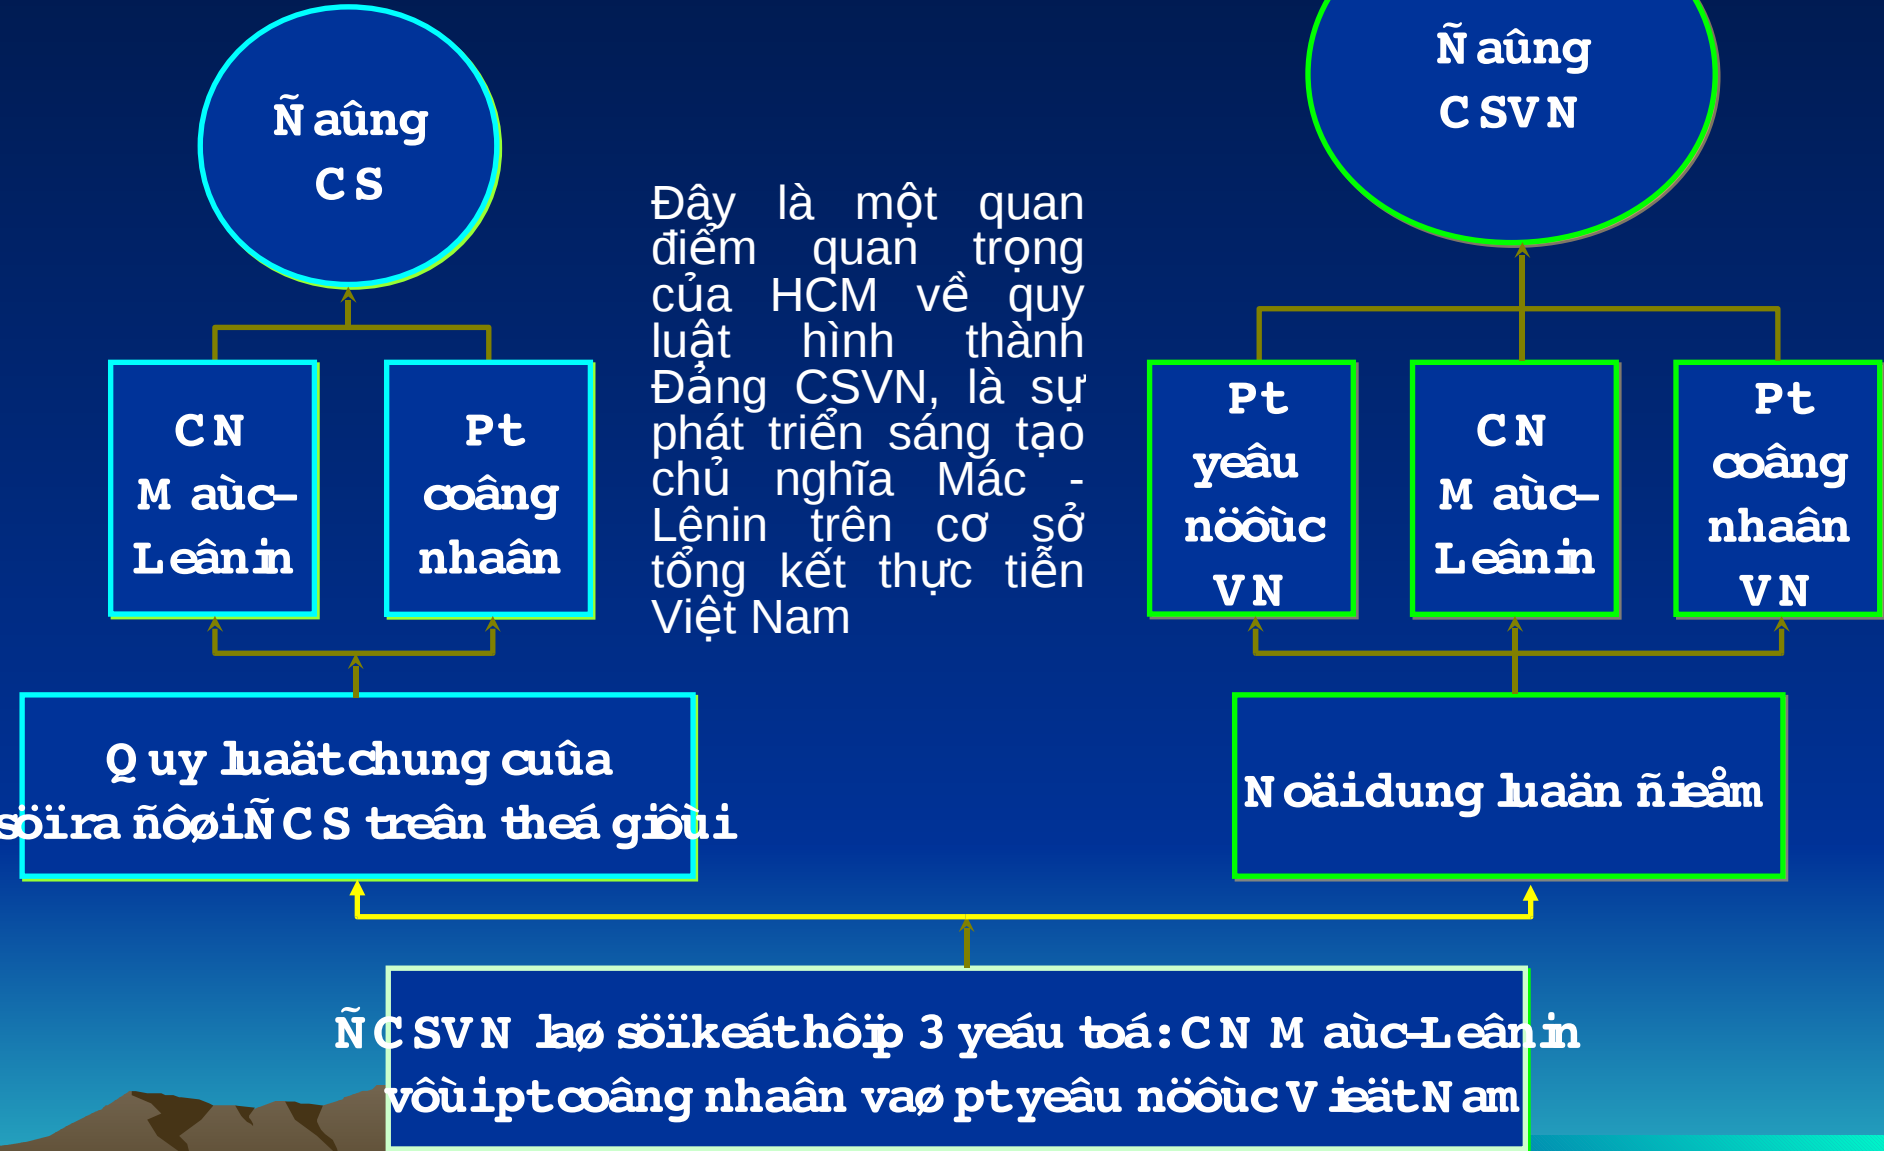 Ñaûng
CS
Ñaûng
CSVN
Đây là một quan
điểm quan trọng
của HCM về quy
luật hình thành
Đảng CSVN, là sự
phát triển sáng tạo
chủ nghĩa Mác -
Lênin trên cơ sở
tổng kết thực tiễn
Việt Nam
CN
Maùc-
Leânin
Pt
coâng
nhaân
Pt
yeâu
nöôùc
VN
CN
Maùc-
Leânin
Pt
coâng
nhaân
VN
Quy luaät chung cuûa
söï ra ñôøi ÑCS treân theá giôùi
Noäi dung luaän ñieåm
ÑCSVN laø söï keát hôïp 3 yeáu toá: CN Maùc-Leânin
vôùi pt coâng nhaân vaø pt yeâu nöôùc Vieät Nam